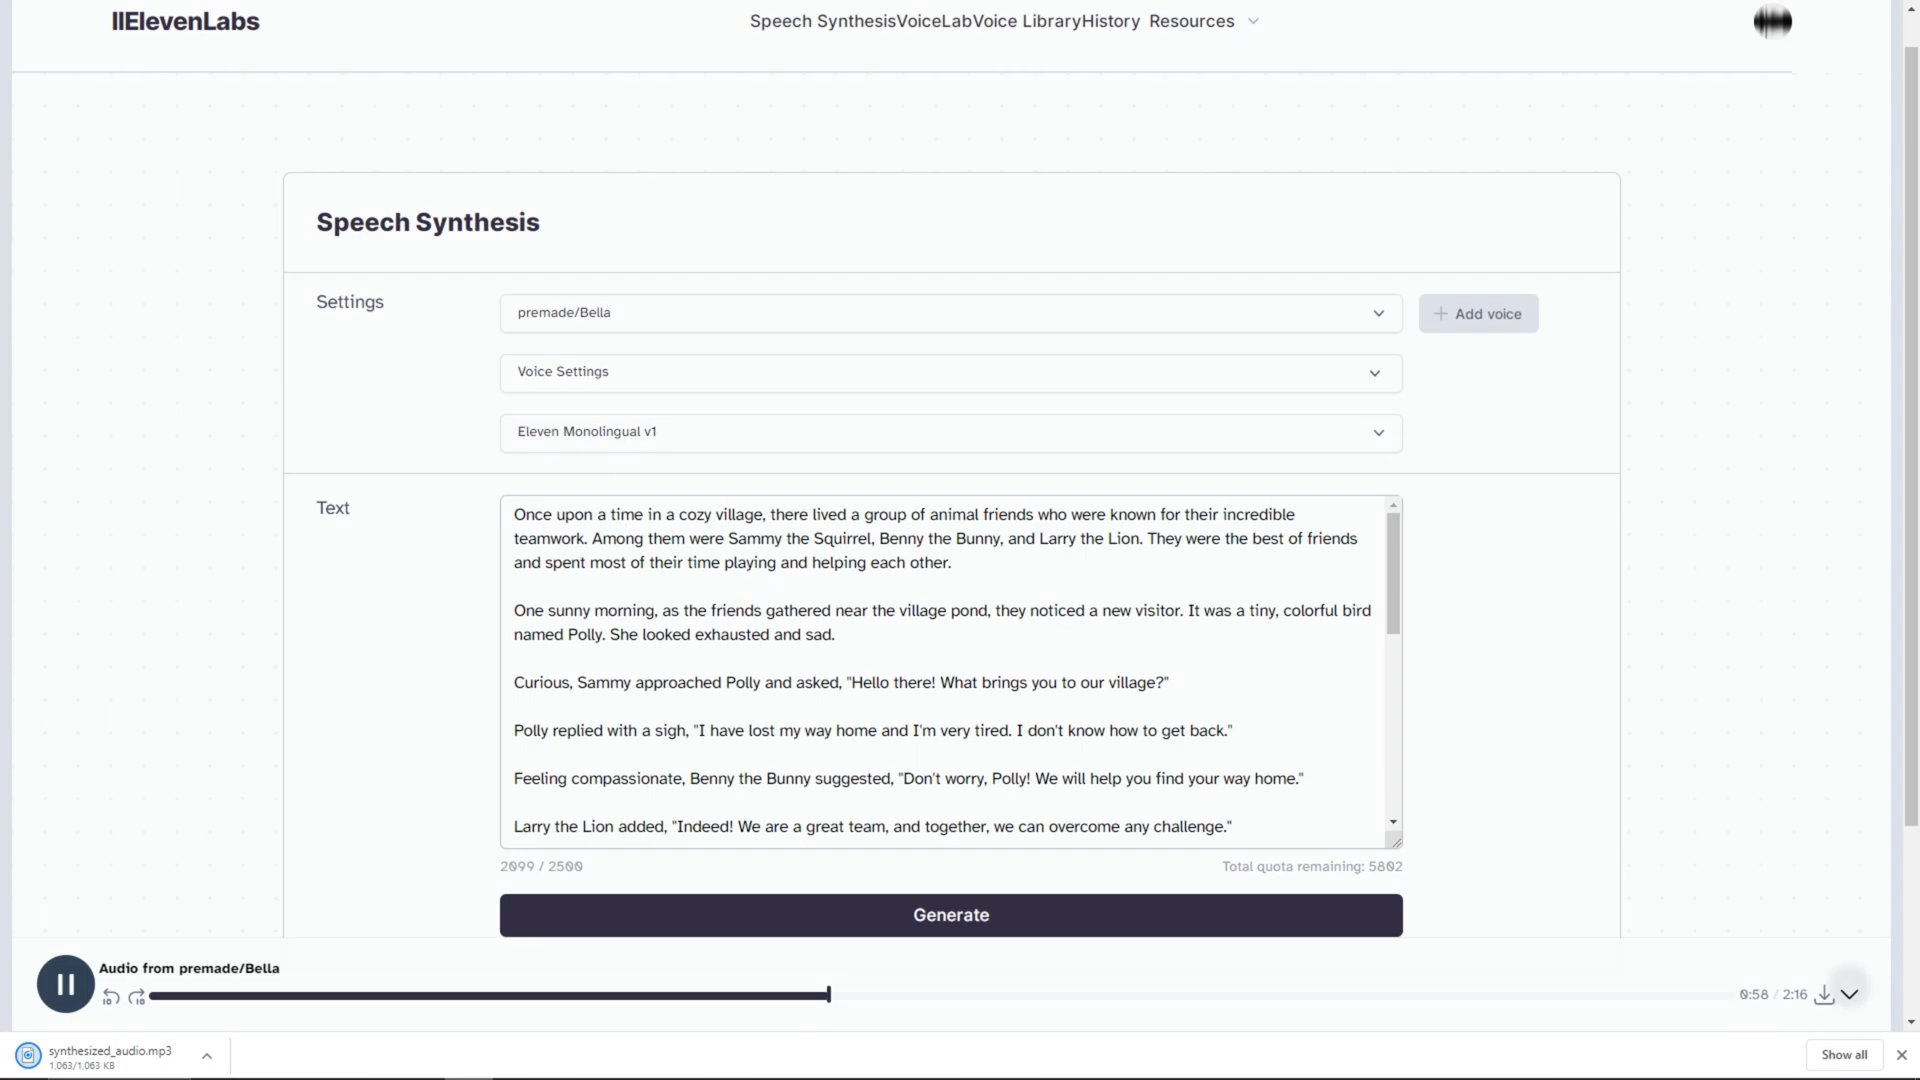 IIElevenLabs
Speech SynthesisVoiceLabVoice LibraryHistory Resources
Speech Synthesis
Settings
premade/Bella
+ Add voice
Voice Settings
Eleven Monolingual v1
Text
Once upon a time in a cozy village, there lived a group of animal friends who were known for their incredible
teamwork. Among them were Sammy the Squirrel, Benny the Bunny, and Larry the Lion. They were the best of friends
and spent most of their time playing and helping each other.
One sunny morning, as the friends gathered near the village pond, they noticed a new visitor. It was a tiny, colorful bird
named Polly. She looked exhausted and sad.
Curious, Sammy approached Polly and asked, "Hello there! What brings you to our village?"
Polly replied with a sigh, "I have lost my way home and I'm very tired. I don't know how to get back."
Feeling compassionate, Benny the Bunny suggested, "Don't worry, Polly! We will help you find your way home."
Larry the Lion added, "Indeed! We are a great team, and together, we can overcome any challenge."
2099 / 2500
Total quota remaining: 5802
Generate
Audio from premade/Bella
10 10
0:58 / 2:16
synthesized_audio.mp3
1,063/1,063 KB
Show all